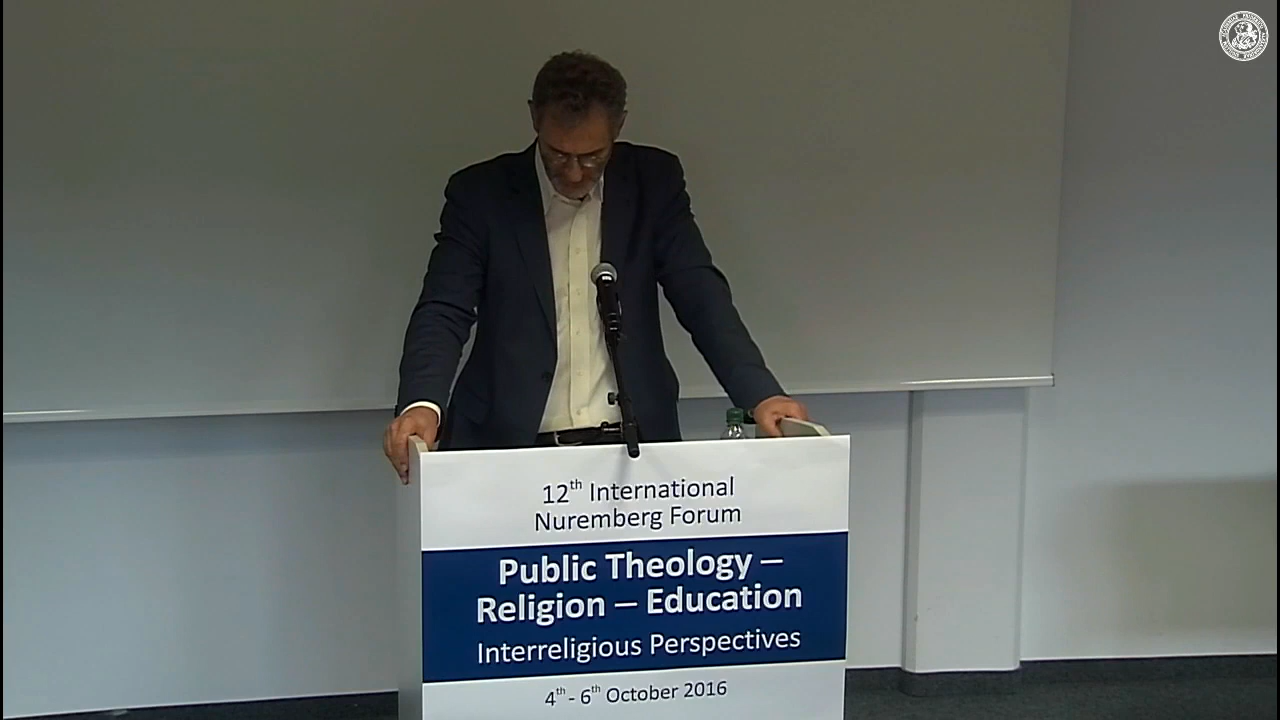 12th International
Nuremberg Forum
Public Theology –
Religion – Education
Interreligious Perspectives
4th - 6th October 2016